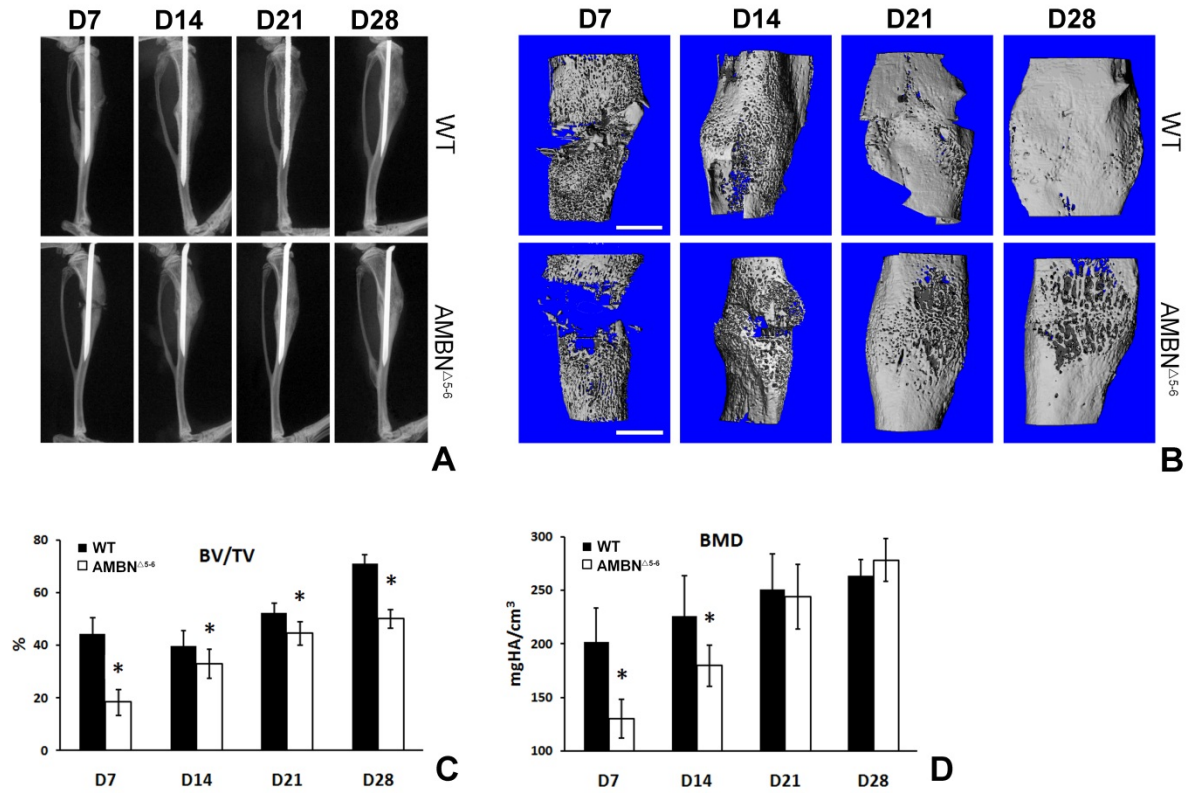 D7 D14 D21 D28
WT
AMBN△5-6
A
D7 D14 D21 D28
WT
AMBN△5-6
B
BV/TV
WT
AMBN△5-6
%
80
60
40
20
0
*
*
*
*
D7 D14 D21 D28
C
BMD
WT
AMBN△5-6
mgHA/cm³
300
250
200
150
100
*
*
D7 D14 D21 D28
D